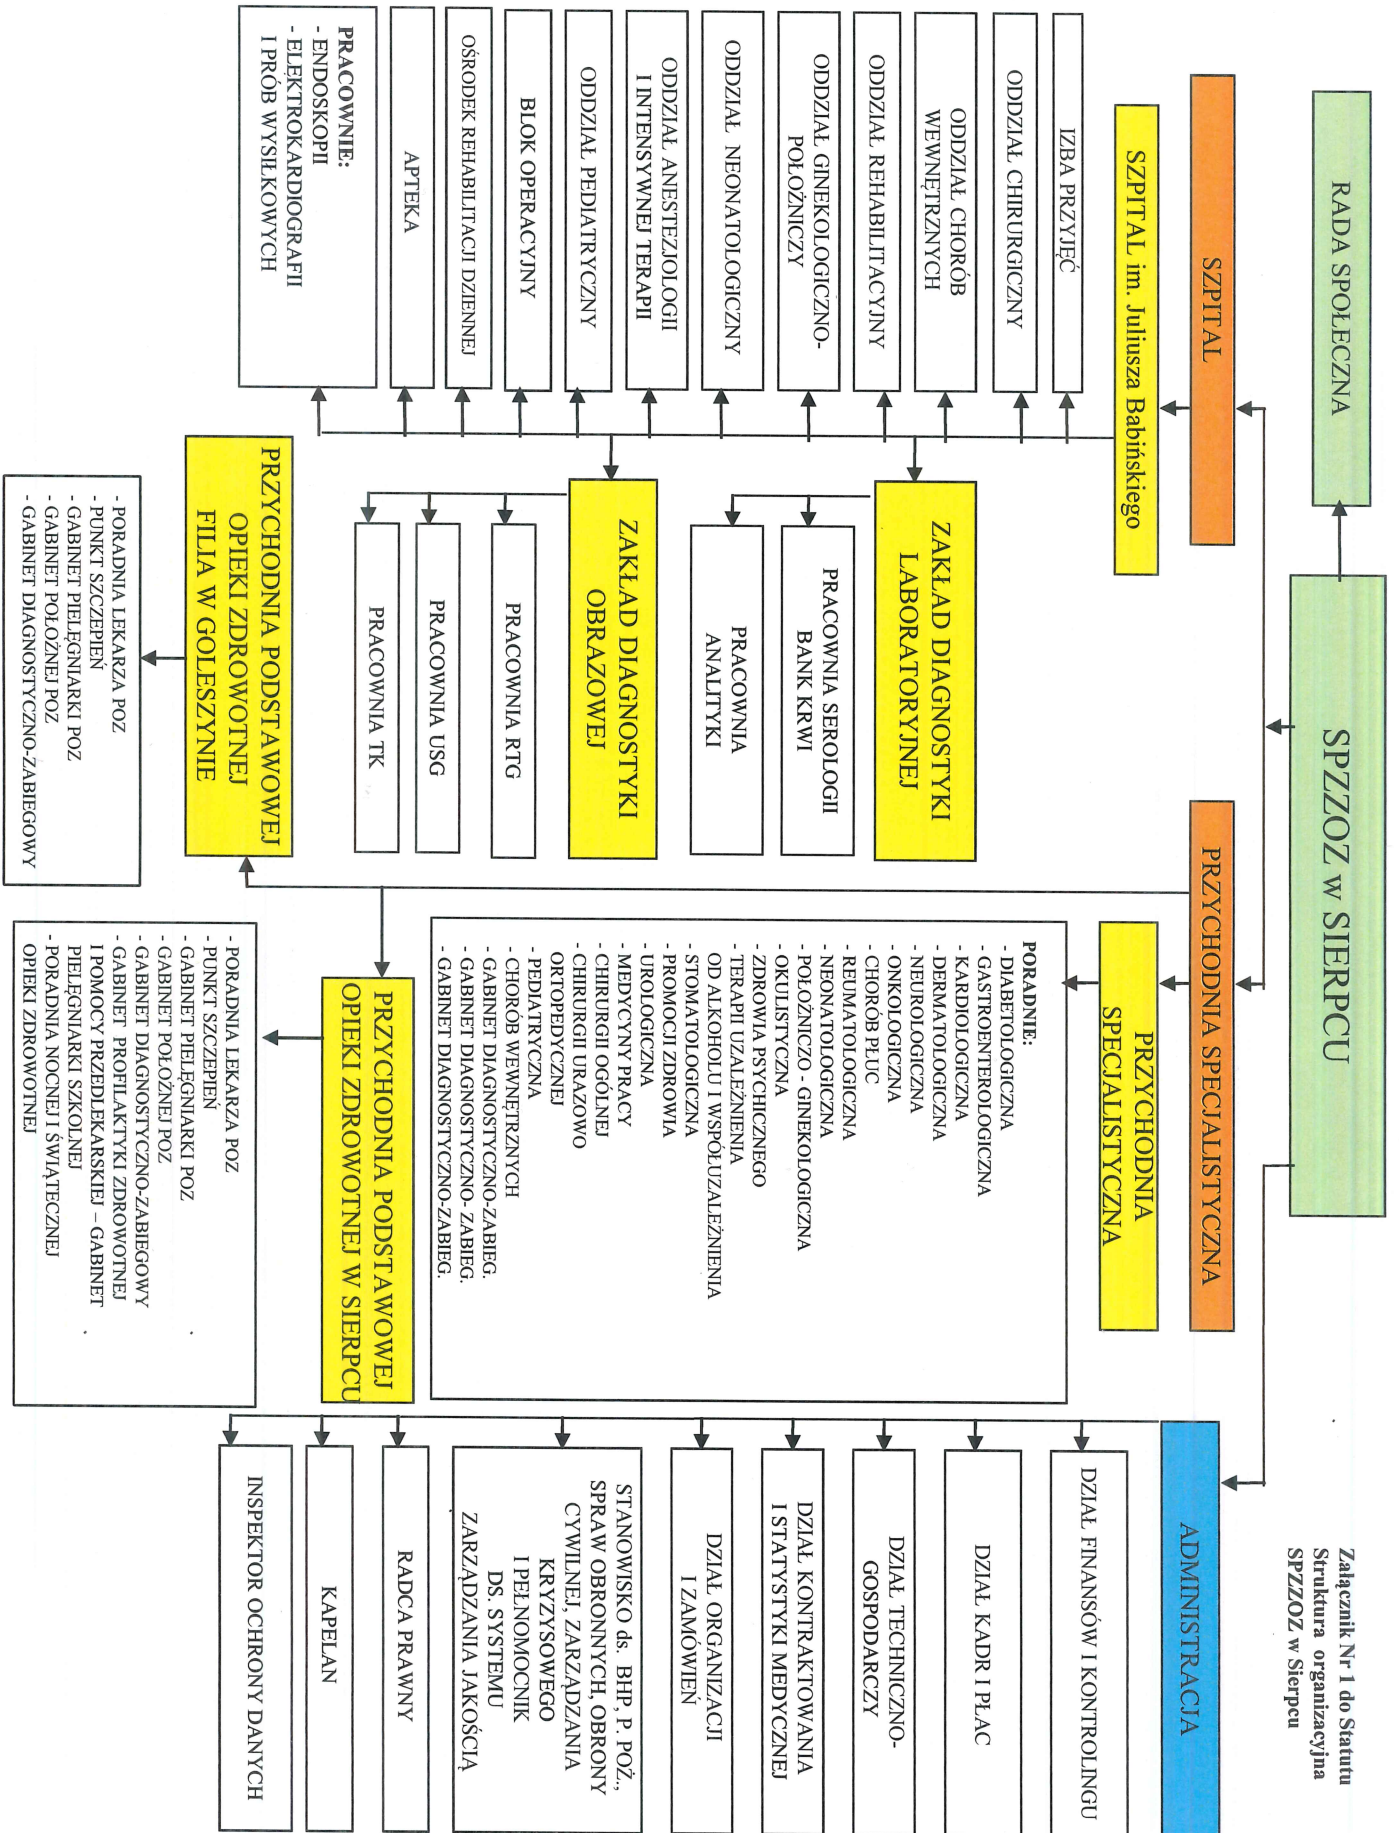 Załącznik Nr 1 do Statutu
Struktura organizacyjna
SPZZOZ w Sierpcu
RADA SPOŁECZNA
SPZZOZ w SIERPCU
SZPITAL
PRZYCHODNIA SPECJALISTYCZNA
ADMINISTRACJA
SZPITAL im. Juliusza Babińskiego
IZBA PRZYJĘĆ
ODDZIAŁ CHIRURGICZNY
ODDZIAŁ CHORÓB
WEWNĘTRZNYCH
ODDZIAŁ REHABILITACYJNY
ODDZIAŁ GINEKOLOGICZNO-
POŁOŻNICZY
ODDZIAŁ NEONATOLOGICZNY
ODDZIAŁ ANESTEZJOLOGII
I INTENSYWNEJ TERAPII
ODDZIAŁ PEDIATRYCZNY
BLOK OPERACYJNY
OŚRODEK REHABILITACJI DZIENNEJ
APTEKA
PRACOWNIE:
- ENDOSKOPII
- ELEKTROKARDIOGRAFII
I PRÓB WYSIŁKOWYCH
ZAKŁAD DIAGNOSTYKI
LABORATORYJNEJ
PRACOWNIA SEROLOGII
BANK KRWI
PRACOWNIA
ANALITYKI
ZAKŁAD DIAGNOSTYKI
OBRAZOWEJ
PRACOWNIA RTG
PRACOWNIA USG
PRACOWNIA TK
PRZYCHODNIA PODSTAWOWEJ
OPIEKI ZDROWOTNEJ
FILIA W GOLESZYNIE
- PORADNIA LEKARZA POZ
- PUNKT SZCZEPIEŃ
- GABINET PIELĘGNIARKI POZ
- GABINET POŁOŻNEJ POZ
- GABINET DIAGNOSTYCZNO-ZABIEGOWY
PRZYCHODNIA
SPECJALISTYCZNA
PORADNIE:
- DIABETOLOGICZNA
- GASTROENTEROLOGICZNA
- KARDIOLOGICZNA
- DERMATOLOGICZNA
- NEUROLOGICZNA
- ONKOLOGICZNA
- CHORÓB PŁUC
- REUMATOLOGICZNA
- NEONATOLOGICZNA
- POŁOŻNICZO - GINEKOLOGICZNA
- OKULISTYCZNA
- ZDROWIA PSYCHICZNEGO
- TERAPII UZALEŻNIENIA
OD ALKOHOLU I WSPÓŁUZALEŻNIENIA
- STOMATOLOGICZNA
- PROMOCJI ZDROWIA
- UROLOGICZNA
- MEDYCYNY PRACY
- CHIRURGII OGÓLNEJ
- CHIRURGII URAZOWO
ORTOPEDYCZNEJ
- PEDIATRYCZNA
- CHORÓB WEWNĘTRZNYCH
- GABINET DIAGNOSTYCZNO-ZABIEG.
- GABINET DIAGNOSTYCZNO- ZABIEG.
- GABINET DIAGNOSTYCZNO-ZABIEG.
PRZYCHODNIA PODSTAWOWEJ
OPIEKI ZDROWOTNEJ W SIERPCU
- PORADNIA LEKARZA POZ
- PUNKT SZCZEPIEŃ
- GABINET PIELĘGNIARKI POZ
- GABINET POŁOŻNEJ POZ
- GABINET DIAGNOSTYCZNO-ZABIEGOWY
- GABINET PROFILAKTYKI ZDROWOTNEJ
I POMOCY PRZEDLEKARSKIEJ – GABINET
PIELĘGNIARKI SZKOLNEJ
- PORADNIA NOCNEJ I ŚWIĄTECZNEJ
OPIEKI ZDROWOTNEJ
DZIAŁ FINANSÓW I KONTROLINGU
DZIAŁ KADR I PŁAC
DZIAŁ TECHNICZNO-
GOSPODARCZY
DZIAŁ KONTRAKTOWANIA
I STATYSTYKI MEDYCZNEJ
DZIAŁ ORGANIZACJI
I ZAMÓWIEŃ
STANOWISKO ds. BHP, P. POŻ.,
SPRAW OBRONNYCH, OBRONY
CYWILNEJ, ZARZĄDZANIA
KRYZYSOWEGO
I PEŁNOMOCNIK
DS. SYSTEMU
ZARZĄDZANIA JAKOŚCIĄ
RADCA PRAWNY
KAPELAN
INSPEKTOR OCHRONY DANYCH